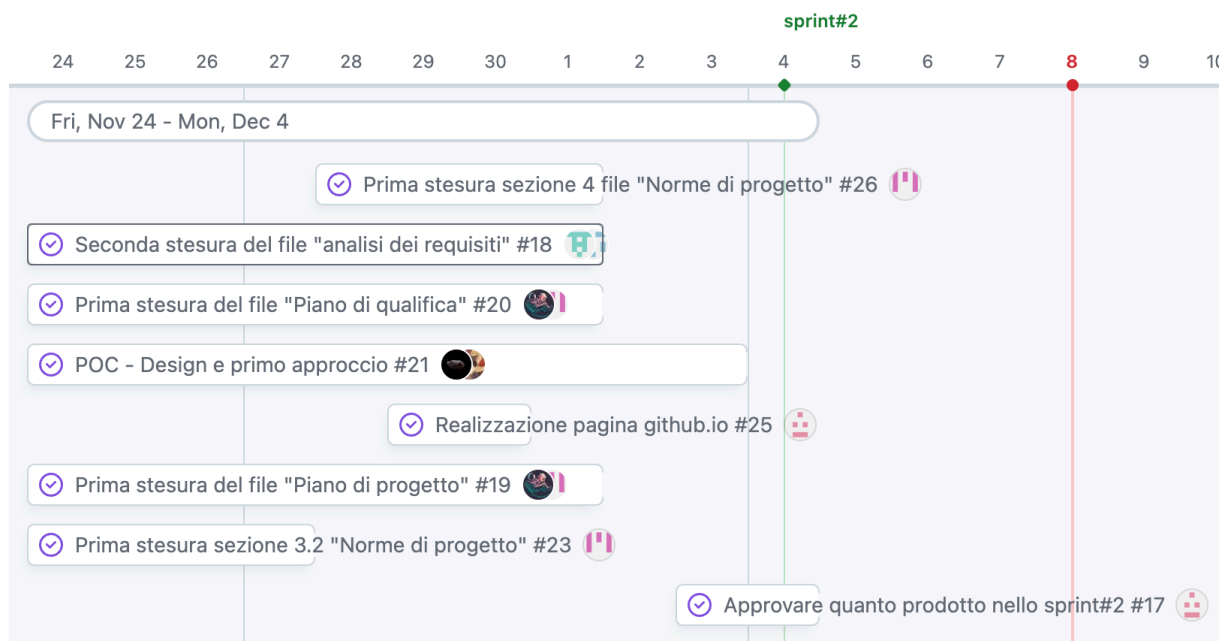 sprint#2
24 25 26 27 28 29 30 1 2 3 4 5 6 7 8 9 10
Fri, Nov 24 - Mon, Dec 4
Prima stesura sezione 4 file "Norme di progetto" #26
Seconda stesura del file "analisi dei requisiti" #18
Prima stesura del file "Piano di qualifica" #20
POC - Design e primo approccio #21
Realizzazione pagina github.io #25
Prima stesura del file "Piano di progetto" #19
Prima stesura sezione 3.2 "Norme di progetto" #23
Approvare quanto prodotto nello sprint#2 #17